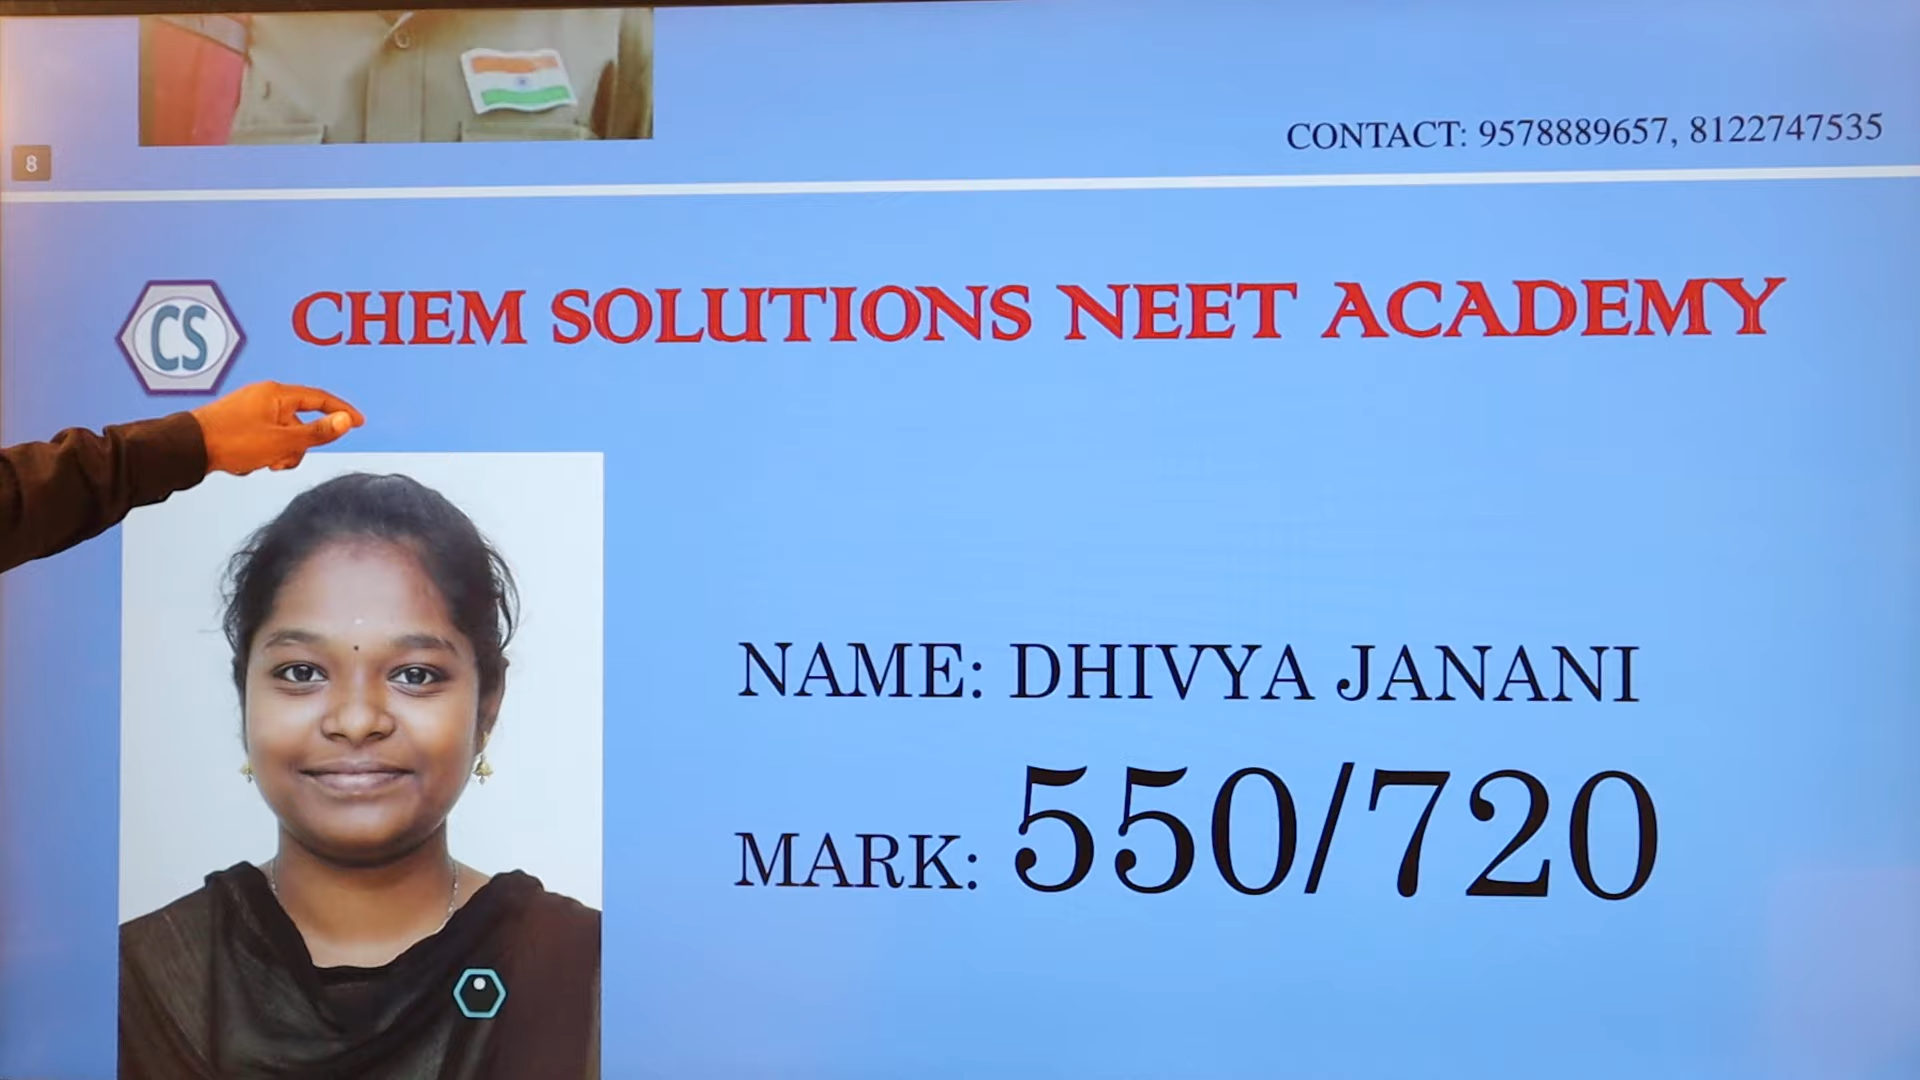 CONTACT: 9578889657, 8122747535
8
CS CHEM SOLUTIONS NEET ACADEMY
NAME: DHIVYA JANANI
MARK: 550/720